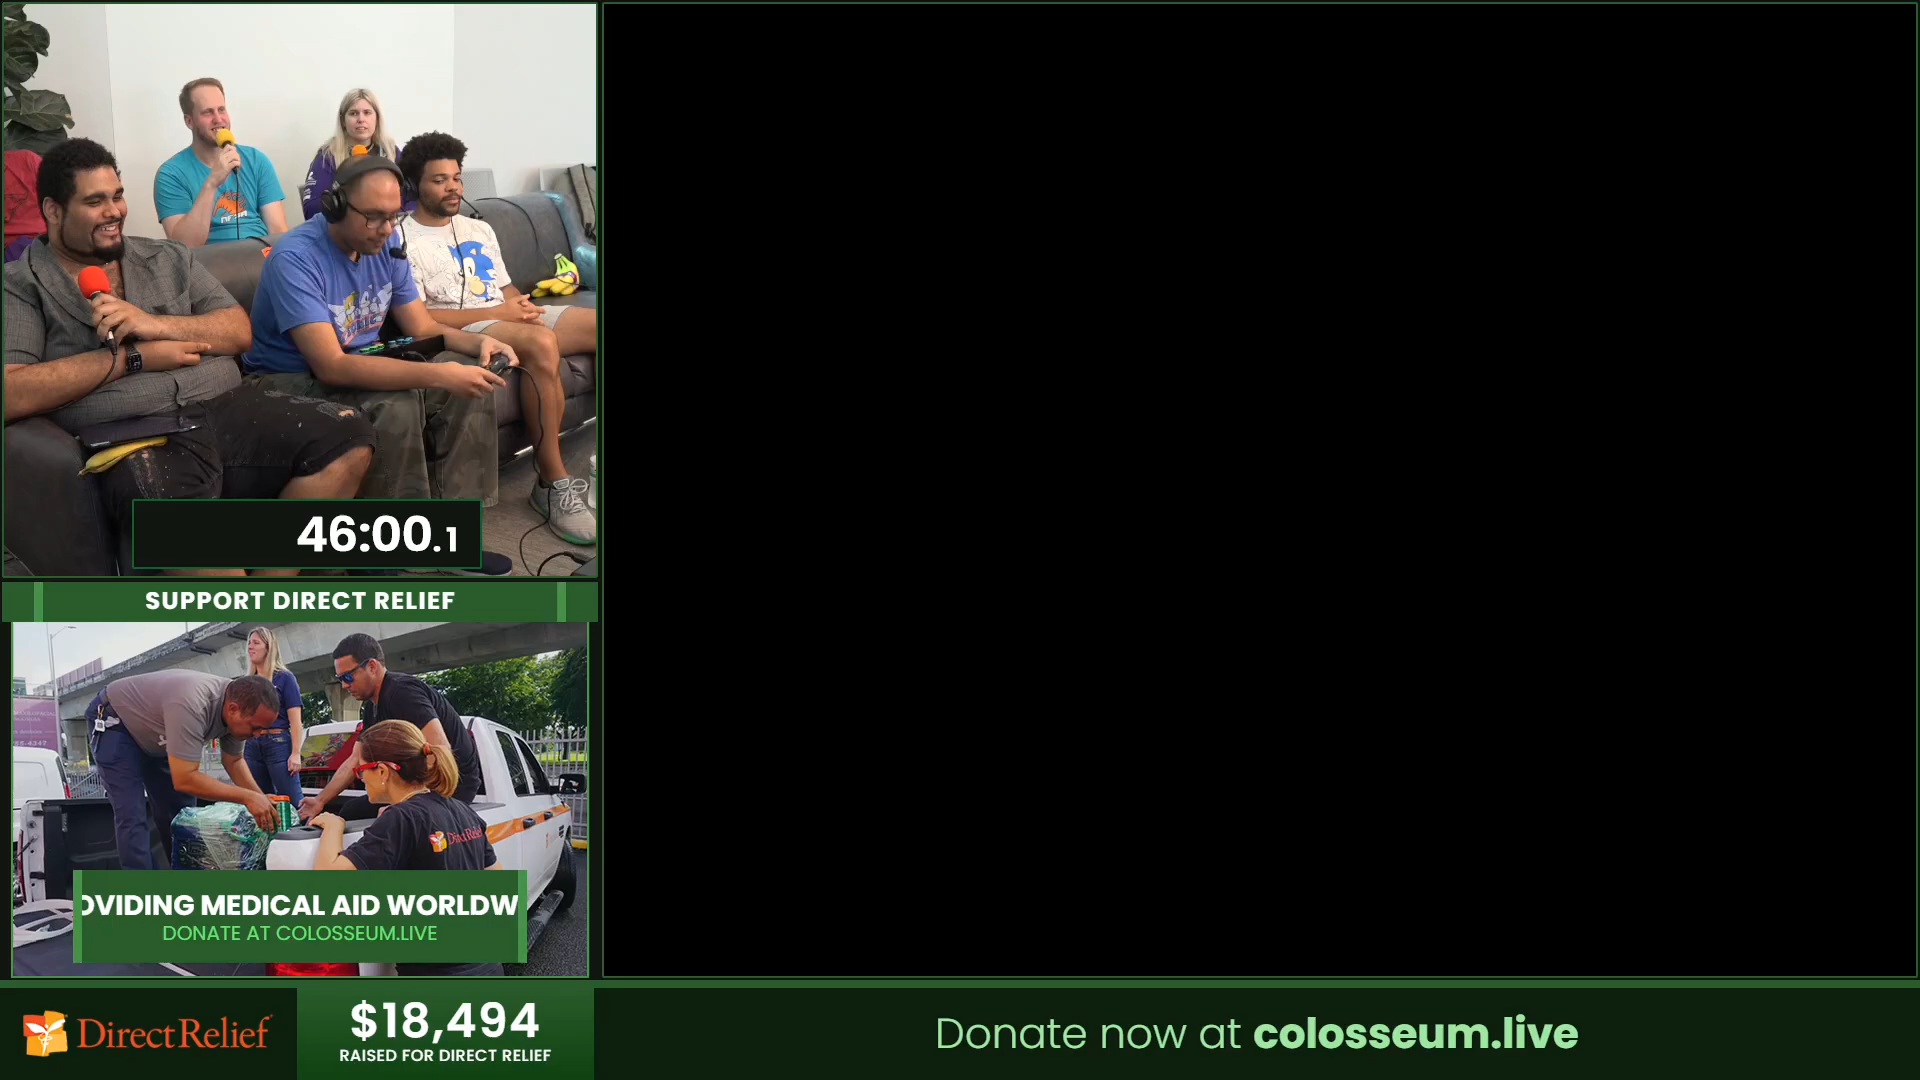 46:00.1
SUPPORT DIRECT RELIEF
OVIDING MEDICAL AID WORLDW
DONATE AT COLOSSEUM.LIVE
DirectRelief
$18,494
RAISED FOR DIRECT RELIEF
Donate now at colosseum.live